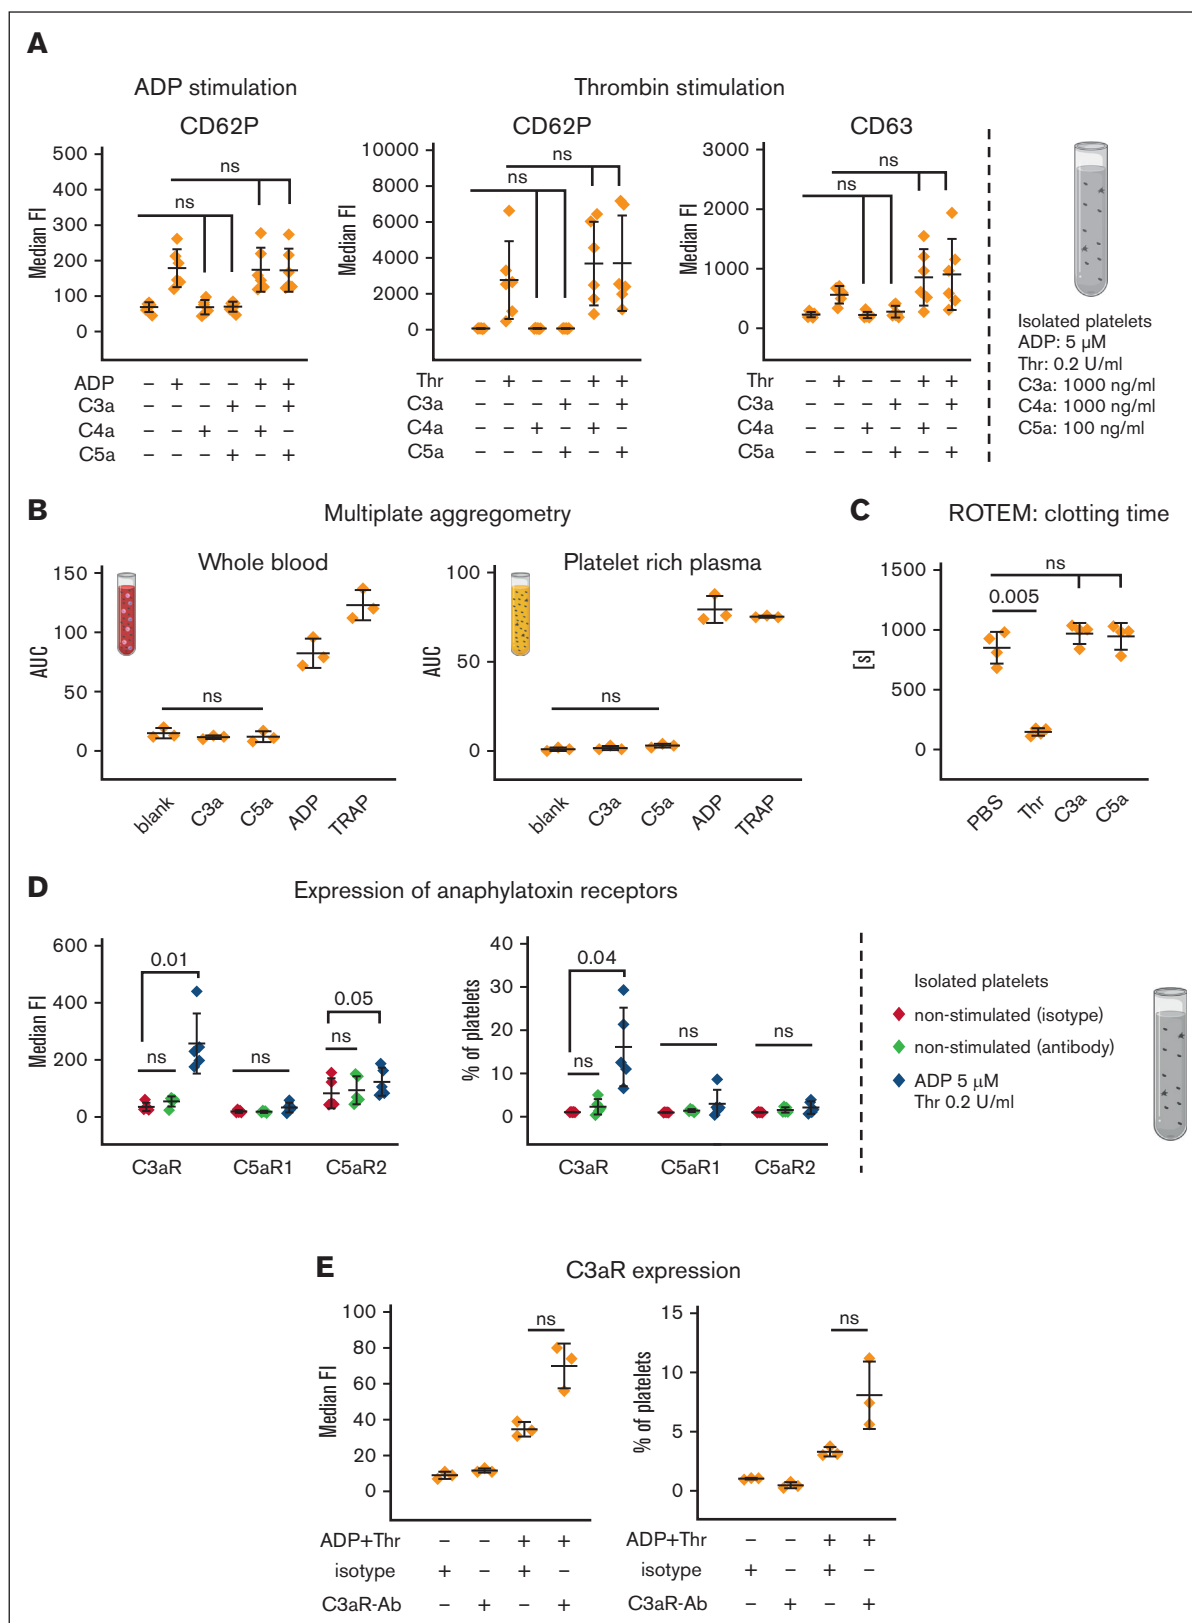 A
ADP stimulation
Thrombin stimulation
CD62P
CD62P
CD63
500
400
300
200
100
0
Median FI
ns
ns
ADP – + – – + +
C3a – – – + – +
C4a – – + – + –
C5a – – – + – +
10000
8000
6000
4000
2000
0
Median FI
ns
ns
Thr – + – – + +
C3a – – – + – +
C4a – – + – + –
C5a – – – + – +
3000
2000
1000
0
Median FI
ns
ns
Thr – + – – + +
C3a – – – + – +
C4a – – + – + –
C5a – – – + – +
Isolated platelets
ADP: 5 µM
Thr: 0.2 U/ml
C3a: 1000 ng/ml
C4a: 1000 ng/ml
C5a: 100 ng/ml
B
Multiplate aggregometry
Whole blood
150
100
50
0
AUC
ns
blank C3a C5a ADP TRAP
Platelet rich plasma
100
50
0
AUC
ns
blank C3a C5a ADP TRAP
C
ROTEM: clotting time
1500
1000
500
0
[s]
ns
0.005
PBS Thr C3a C5a
D
Expression of anaphylatoxin receptors
600
400
200
0
Median FI
0.01
ns
ns
0.05
ns
C3aR C5aR1 C5aR2
40
30
20
10
0
% of platelets
0.04
ns
ns
ns
C3aR C5aR1 C5aR2
Isolated platelets
non-stimulated (isotype)
non-stimulated (antibody)
ADP 5 µM
Thr 0.2 U/ml
E
C3aR expression
100
80
60
40
20
0
Median FI
ns
ADP+Thr – – + +
isotype + – + –
C3aR-Ab – + – +
15
10
5
0
% of platelets
ns
ADP+Thr – – + +
isotype + – + –
C3aR-Ab – + – +